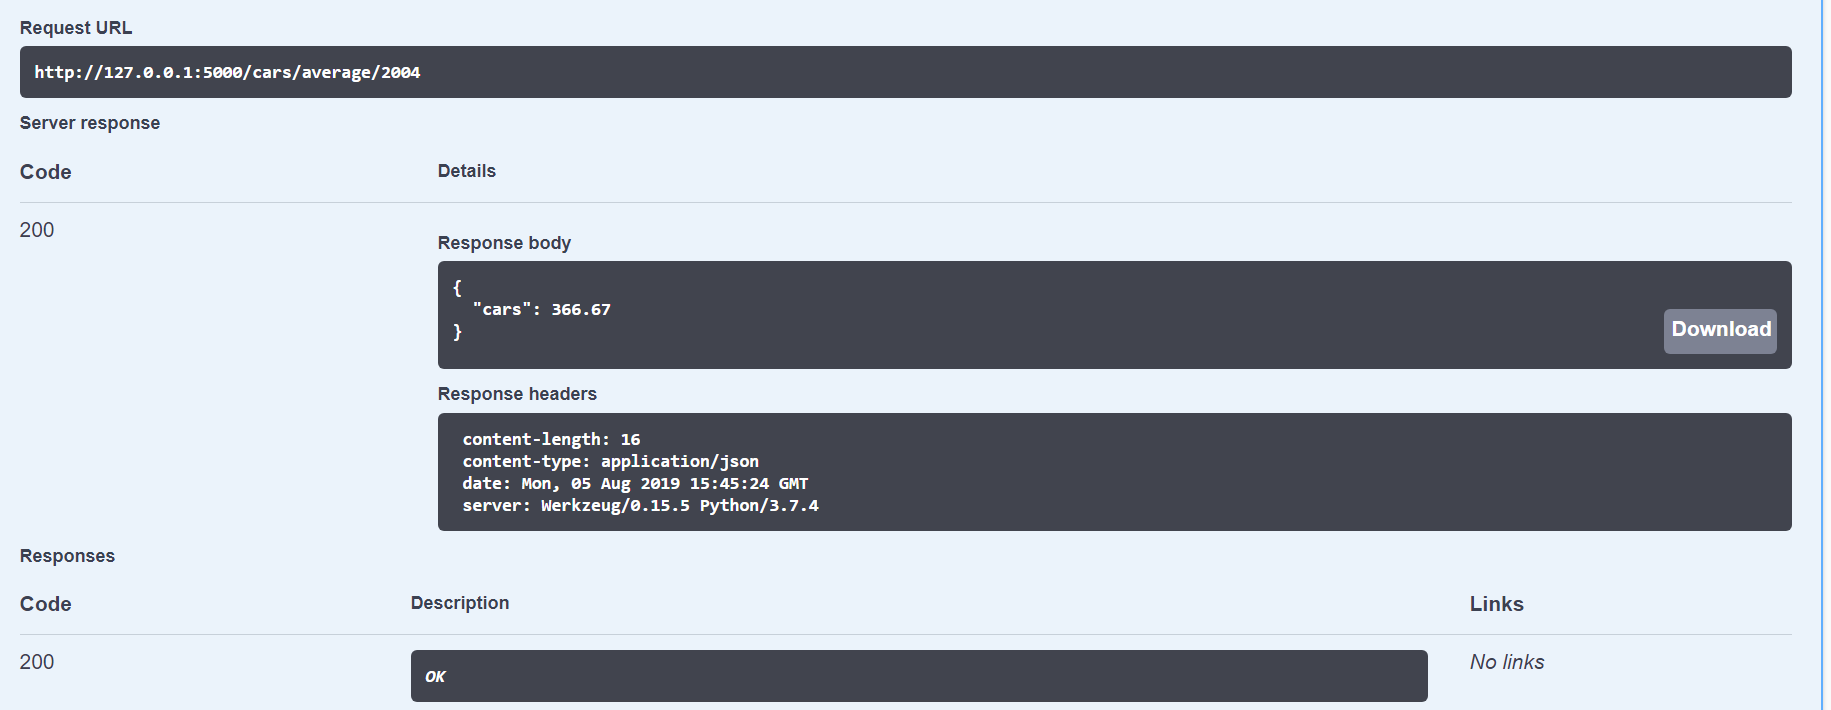 Request URL
http://127.0.0.1:5000/cars/average/2004
Server response
Code Details
200
Response body
{
"cars": 366.67
}
Download
Response headers
content-length: 16
content-type: application/json
date: Mon, 05 Aug 2019 15:45:24 GMT
server: Werkzeug/0.15.5 Python/3.7.4
Responses
Code Description Links
200 OK No links